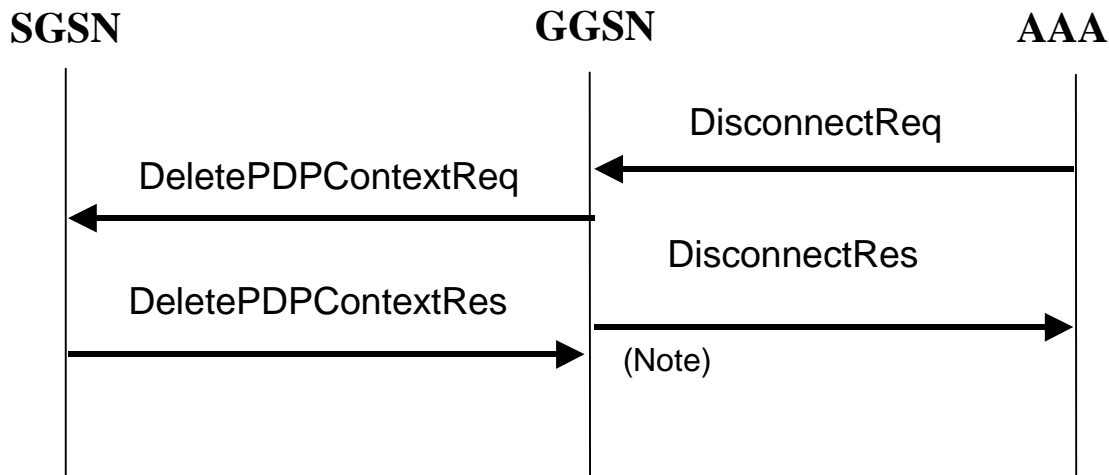 SGSN
GGSN
AAA
DisconnectReq
DeletePDPContextReq
DisconnectRes
DeletePDPContextRes
(Note)